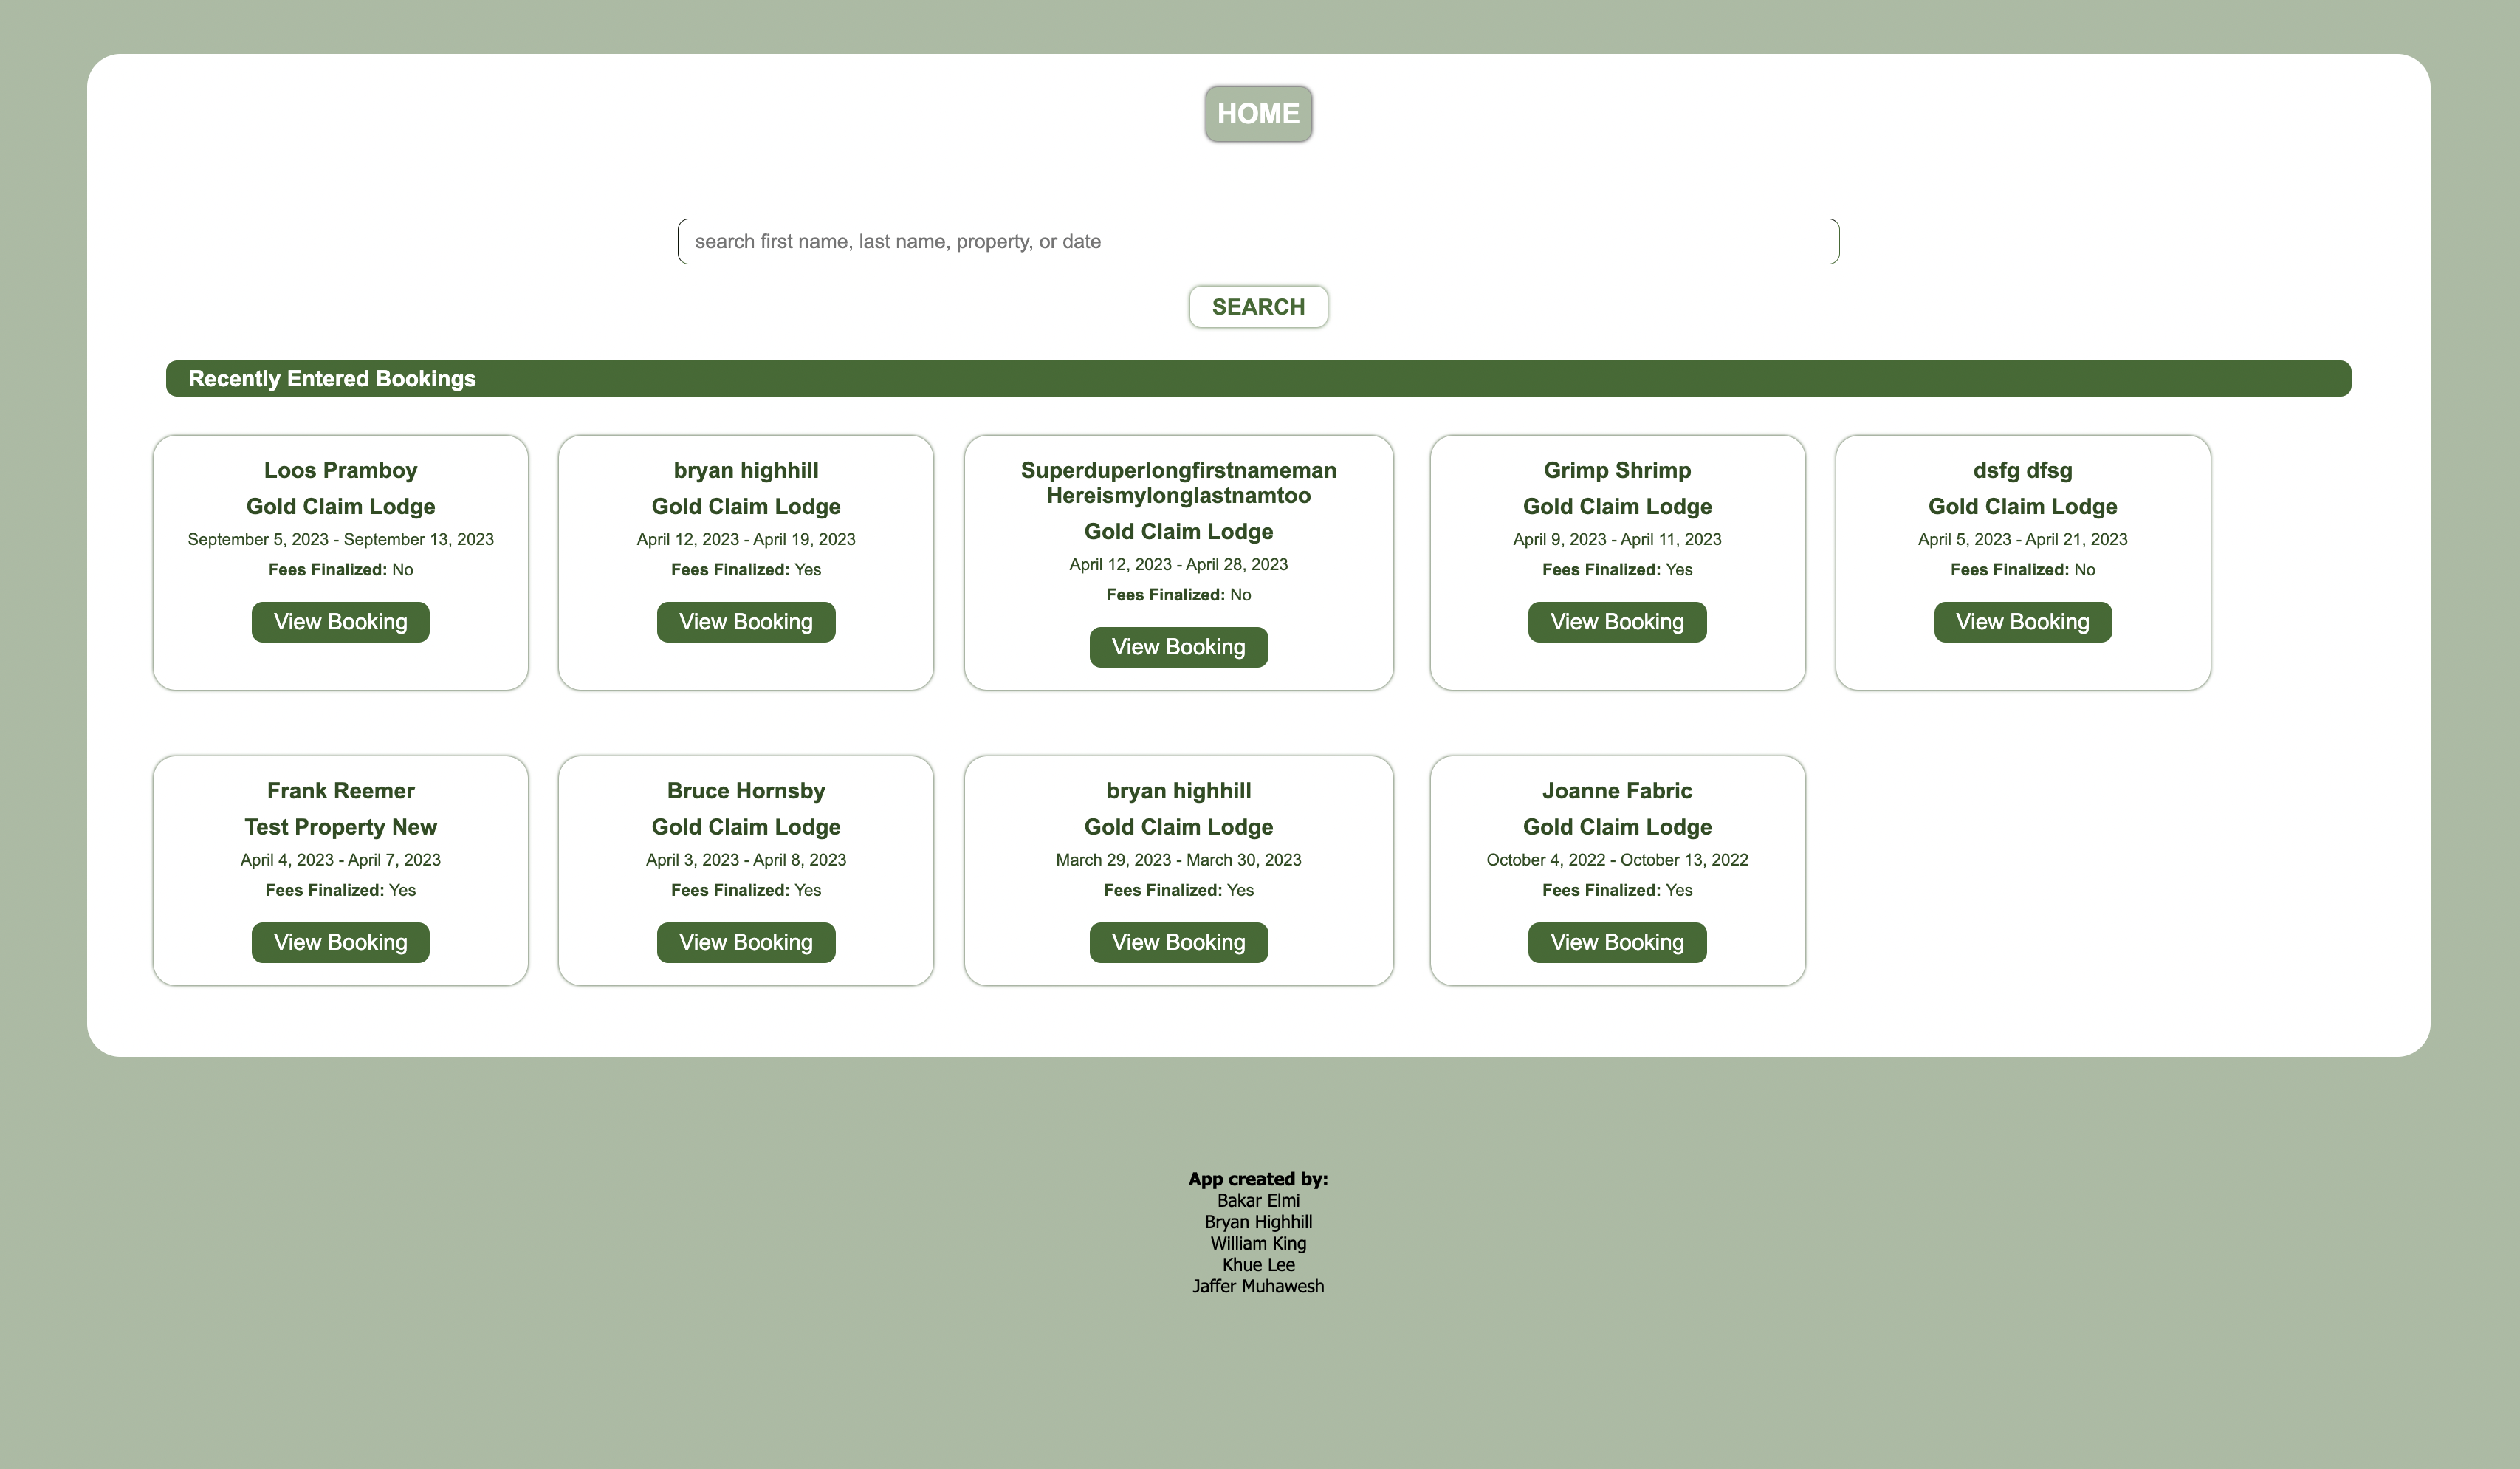 HOME
search first name, last name, property, or date
SEARCH
Recently Entered Bookings
Loos Pramboy
Gold Claim Lodge
September 5, 2023 - September 13, 2023
Fees Finalized: No
View Booking
bryan highhill
Gold Claim Lodge
April 12, 2023 - April 19, 2023
Fees Finalized: Yes
View Booking
Superduperlongfirstnameman
Hereismylonglastnamtoo
Gold Claim Lodge
April 12, 2023 - April 28, 2023
Fees Finalized: No
View Booking
Grimp Shrimp
Gold Claim Lodge
April 9, 2023 - April 11, 2023
Fees Finalized: Yes
View Booking
dsfg dfsg
Gold Claim Lodge
April 5, 2023 - April 21, 2023
Fees Finalized: No
View Booking
Frank Reemer
Test Property New
April 4, 2023 - April 7, 2023
Fees Finalized: Yes
View Booking
Bruce Hornsby
Gold Claim Lodge
April 3, 2023 - April 8, 2023
Fees Finalized: Yes
View Booking
bryan highhill
Gold Claim Lodge
March 29, 2023 - March 30, 2023
Fees Finalized: Yes
View Booking
Joanne Fabric
Gold Claim Lodge
October 4, 2022 - October 13, 2022
Fees Finalized: Yes
View Booking
App created by:
Bakar Elmi
Bryan Highhill
William King
Khue Lee
Jaffer Muhawesh